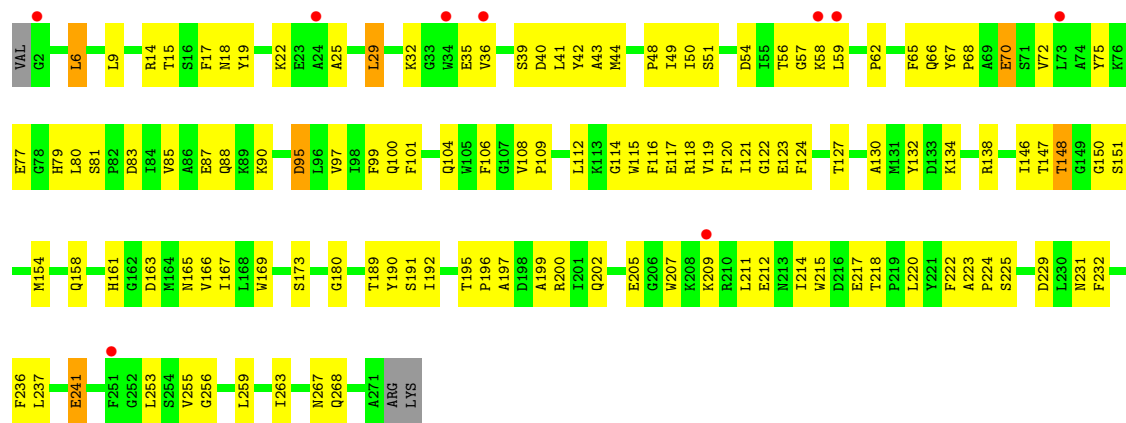 VAL G2 L6 L9 R14 T15 S16 F17 N18 Y19 K22 E23 A24 A25 L29 K32 G33 W34 E35 V36 S39 D40 L41 Y42 A43 M44 P48 I49 I50 S51 D54 I55 T56 G57 K58 L59 P62 F65 Q66 Y67 P68 A69 E70 S71 V72 L73 A74 Y75 K76
E77 G78 H79 L80 S81 P82 D83 I84 V85 A86 E87 Q88 K89 K90 D95 L96 V97 I98 F99 Q100 F101 Q104 W105 F106 G107 V108 P109 L112 K113 G114 W115 F116 E117 R118 V119 F120 I121 G122 E123 F124 T127 A130 M131 Y132 D133 K134 R138 I146 T147 T148 G149 G150 S151
M154 Q158 H161 G162 D163 M164 N165 V166 I167 L168 W169 S173 G180 T189 Y190 S191 I192 T195 P196 A197 D198 A199 R200 I201 Q202 E205 G206 W207 K208 K209 R210 L211 E212 N213 I214 W215 D216 E217 T218 P219 L220 Y221 F222 A223 P224 S225 D229 L230 N231 F232
F236 L237 E241 F251 G252 L253 S254 V255 G256 L259 I263 N267 Q268 A271 ARG LYS